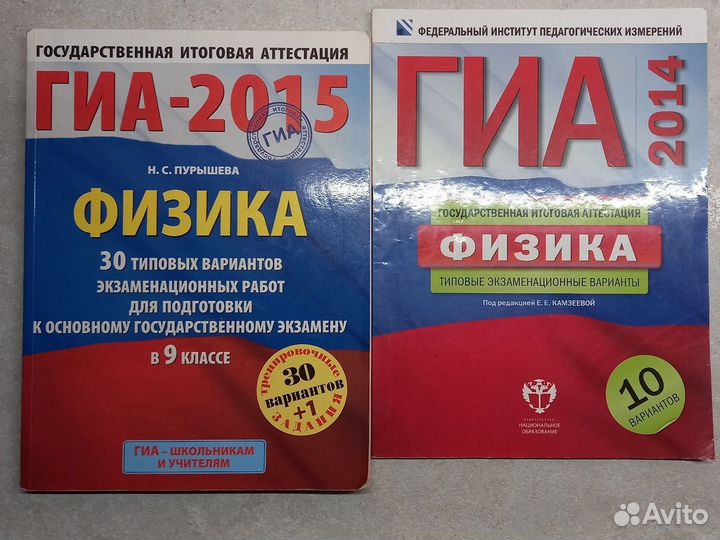 ГОСУДАРСТВЕННАЯ ИТОГОВАЯ АТТЕСТАЦИЯ
ГИА-2015
ГИА
Н. С. ПУРЫШЕВА
ФИЗИКА
30 ТИПОВЫХ ВАРИАНТОВ
ЭКЗАМЕНАЦИОННЫХ РАБОТ
ДЛЯ ПОДГОТОВКИ
К ОСНОВНОМУ ГОСУДАРСТВЕННОМУ ЭКЗАМЕНУ
В 9 КЛАССЕ
тренировочные
30
вариантов
+1
ЗАДАНИЯ
ГИА – ШКОЛЬНИКАМ
И УЧИТЕЛЯМ
ФЕДЕРАЛЬНЫЙ ИНСТИТУТ ПЕДАГОГИЧЕСКИХ ИЗМЕРЕНИЙ
ГИА
2014
ГОСУДАРСТВЕННАЯ ИТОГОВАЯ АТТЕСТАЦИЯ
ФИЗИКА
ТИПОВЫЕ ЭКЗАМЕНАЦИОННЫЕ ВАРИАНТЫ
Под редакцией Е. Е. КАМЗЕЕВОЙ
10
ВАРИАНТОВ
ИЗДАТЕЛЬСТВО
НАЦИОНАЛЬНОЕ
ОБРАЗОВАНИЕ
Avito